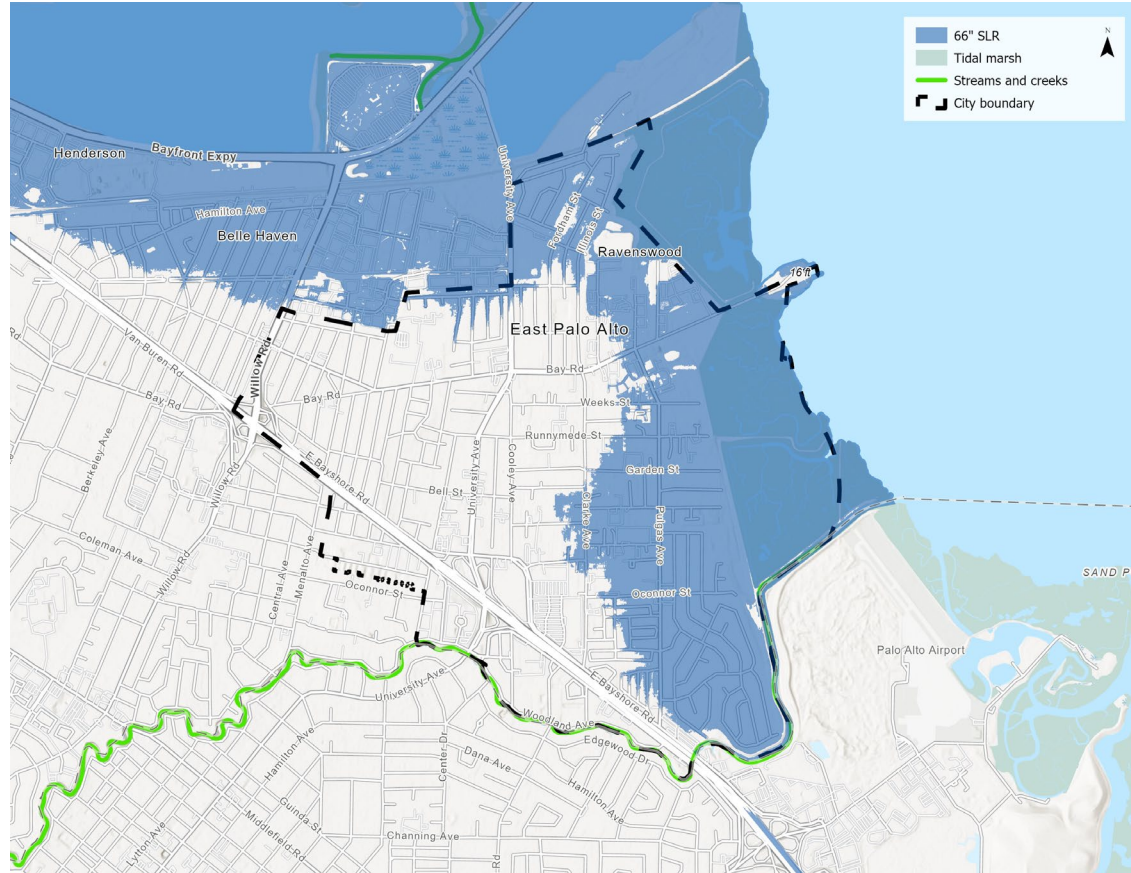 66" SLR
Tidal marsh
Streams and creeks
City boundary
N
Henderson
Bayfront Expy
University Ave
Hamilton Ave
Belle Haven
Fordham St
Illinois St
Ravenswood
16 ft
East Palo Alto
Van Buren Rd
Willow Rd
Bay Rd
Bay Rd
Bay Rd
Weeks St
Runnymede St
Berkeley Ave
Willow Rd
E Bayshore Rd
University Ave
Cooley Ave
Garden St
Bell St
Clarke Ave
Pulgas Ave
Coleman Ave
Willow Rd
Central Ave
Menalto Ave
Oconnor St
Oconnor St
SAND P
Palo Alto Airport
University Ave
E Bayshore Rd
Woodland Ave
Edgewood Dr
Hamilton Ave
Center Dr
Dana Ave
Hamilton Ave
Guinda St
Middlefield Rd
Lytton Ave
Channing Ave
Rd